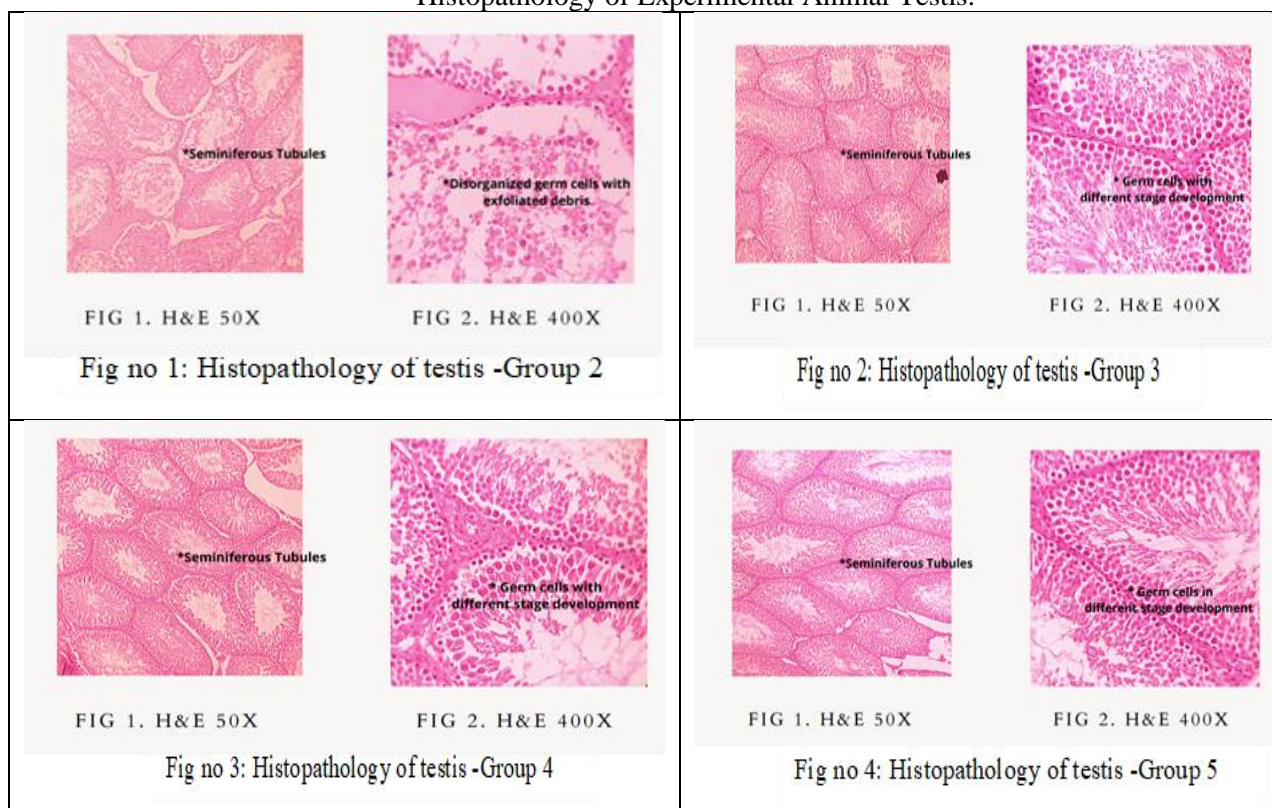 Histopathology of Experimental Animal Testis.
*Seminiferous Tubules
*Disorganized germ cells with
exfoliated debris
FIG 1. H&E 50X
FIG 2. H&E 400X
Fig no 1: Histopathology of testis -Group 2
*Seminiferous Tubules
* Germ cells with
different stage development
FIG 1. H&E 50X
FIG 2. H&E 400X
Fig no 2: Histopathology of testis -Group 3
*Seminiferous Tubules
* Germ cells with
different stage development
FIG 1. H&E 50X
FIG 2. H&E 400X
Fig no 3: Histopathology of testis -Group 4
*Seminiferous Tubules
* Germ cells in
different stage development
FIG 1. H&E 50X
FIG 2. H&E 400X
Fig no 4: Histopathology of testis -Group 5